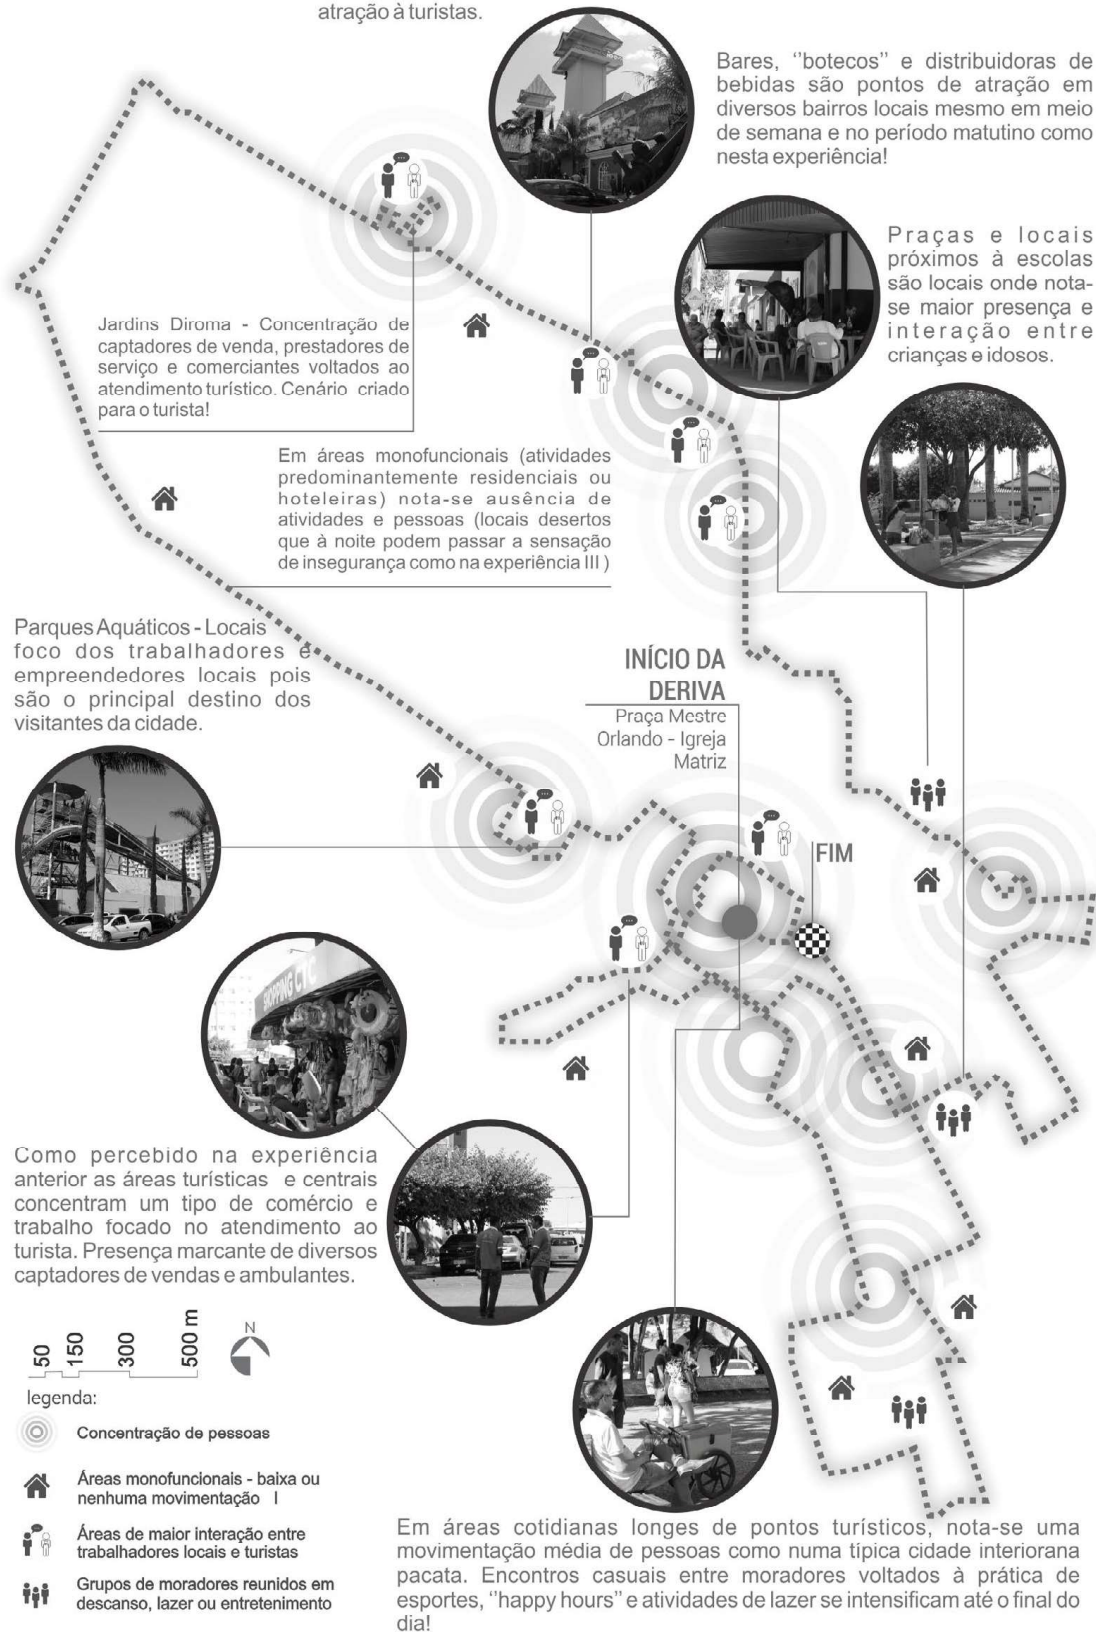 atração à turistas.
Bares, ‘‘botecos’’ e distribuidoras de
bebidas são pontos de atração em
diversos bairros locais mesmo em meio
de semana e no período matutino como
nesta experiência!
Praças e locais
próximos à escolas
são locais onde nota-
se maior presença e
interação entre
crianças e idosos.
Jardins Diroma - Concentração de
captadores de venda, prestadores de
serviço e comerciantes voltados ao
atendimento turístico. Cenário criado
para o turista!
Em áreas monofuncionais (atividades
predominantemente residenciais ou
hoteleiras) nota-se ausência de
atividades e pessoas (locais desertos
que à noite podem passar a sensação
de insegurança como na experiência III )
Parques Aquáticos - Locais
foco dos trabalhadores e
empreendedores locais pois
são o principal destino dos
visitantes da cidade.
INÍCIO DA
DERIVA
Praça Mestre
Orlando - Igreja
Matriz
FIM
SHOPPING CTC
Como percebido na experiência
anterior as áreas turísticas e centrais
concentram um tipo de comércio e
trabalho focado no atendimento ao
turista. Presença marcante de diversos
captadores de vendas e ambulantes.
50
150
300
500 m
N
legenda:
Concentração de pessoas
Áreas monofuncionais - baixa ou
nenhuma movimentação I
Áreas de maior interação entre
trabalhadores locais e turistas
Grupos de moradores reunidos em
descanso, lazer ou entretenimento
Em áreas cotidianas longes de pontos turísticos, nota-se uma
movimentação média de pessoas como numa típica cidade interiorana
pacata. Encontros casuais entre moradores voltados à prática de
esportes, ‘‘happy hours’’ e atividades de lazer se intensificam até o final do
dia!